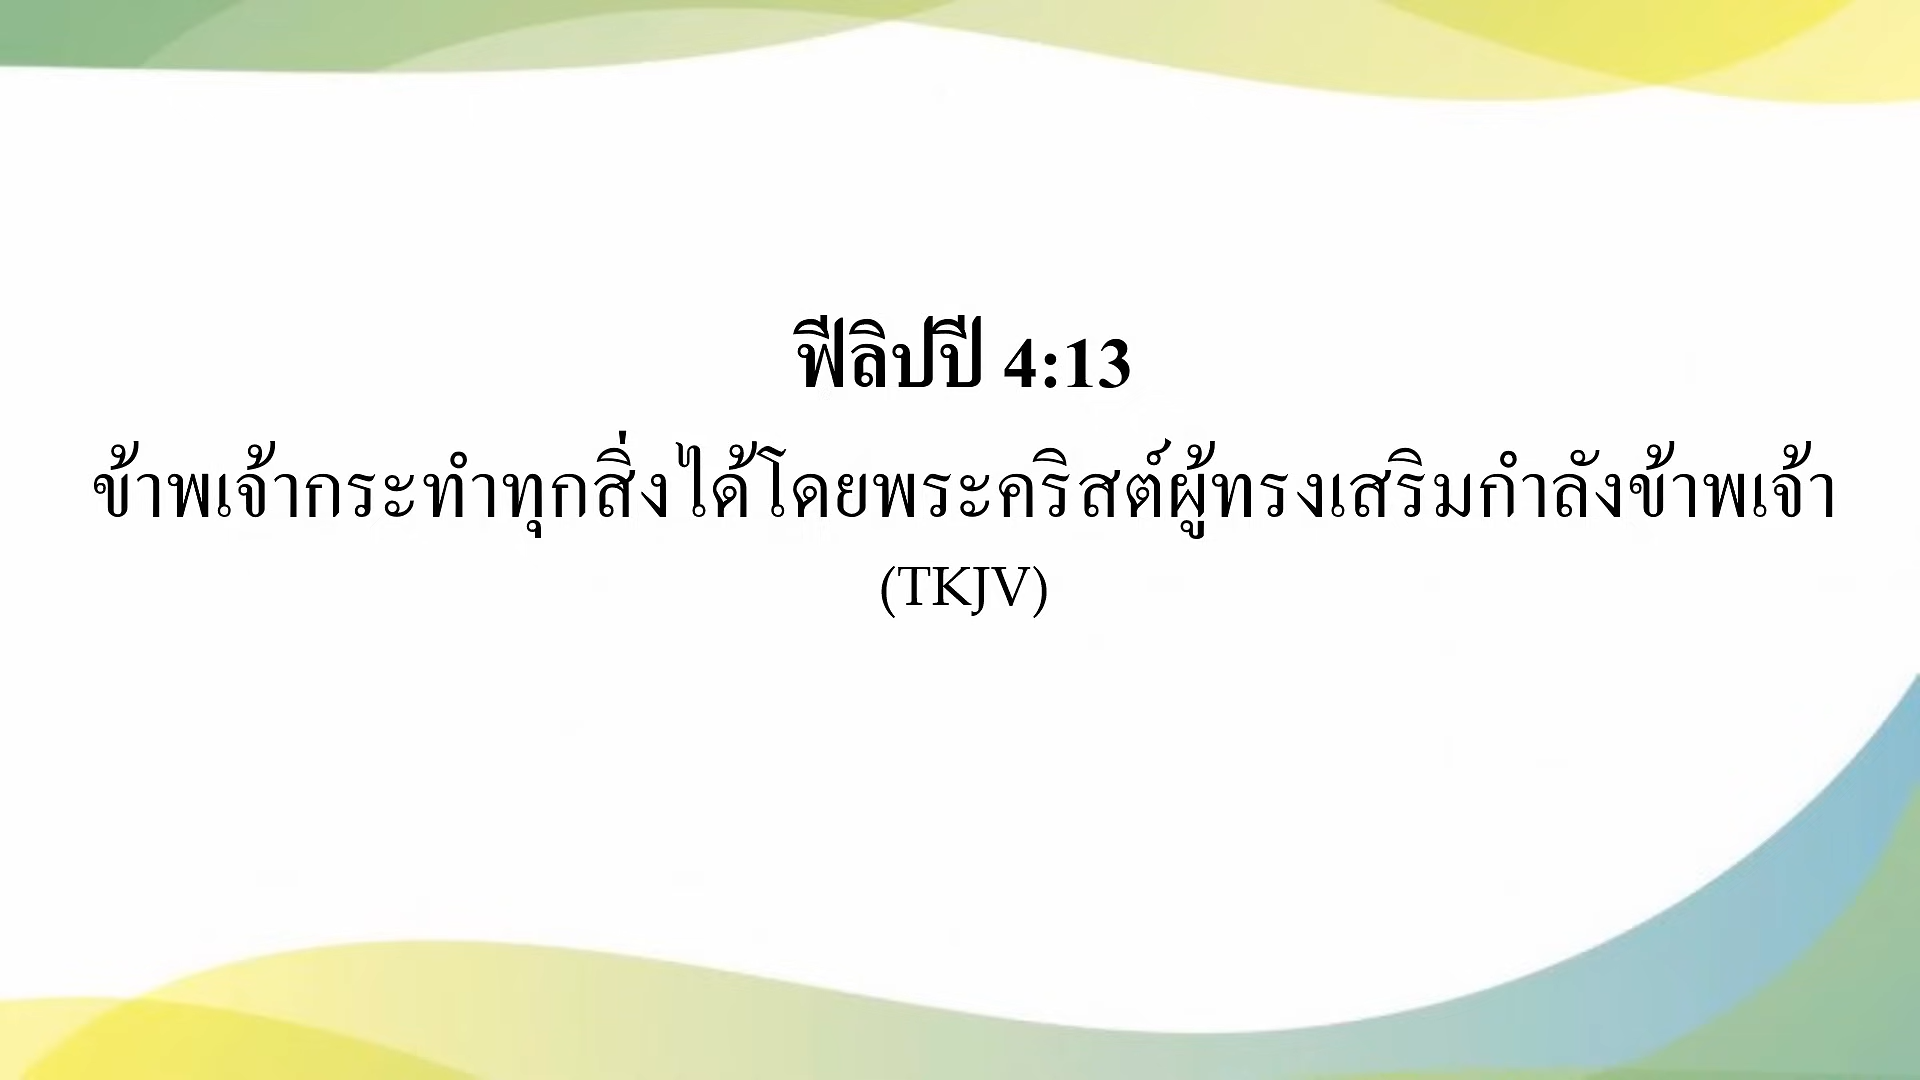 ฟีลิปปี 4:13
ข้าพเจ้ากระทำทุกสิ่งได้โดยพระคริสต์ผู้ทรงเสริมกำลังข้าพเจ้า
(TKJV)